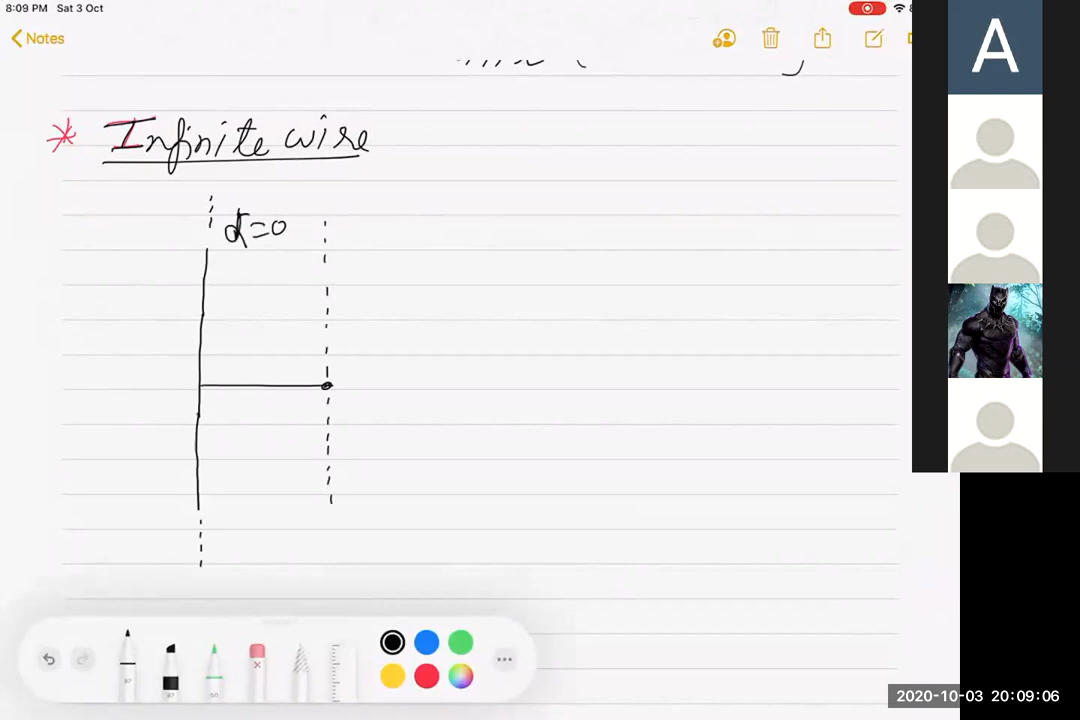 8:09 PM Sat 3 Oct
Notes
* Infinite wire
α=0
A
2020-10-03 20:09:06